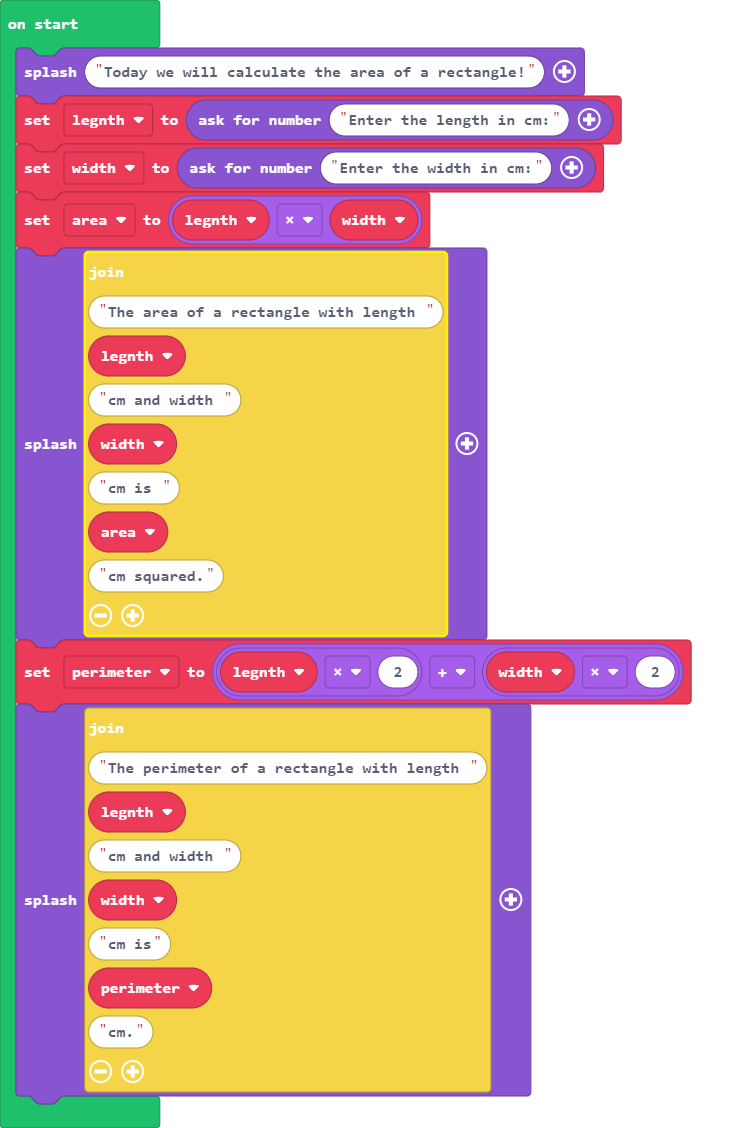 on start
splash "Today we will calculate the area of a rectangle!"
set legnth to ask for number "Enter the length in cm:"
set width to ask for number "Enter the width in cm:"
set area to legnth × width
join
"The area of a rectangle with length "
legnth
"cm and width "
splash width
"cm is "
area
"cm squared."
set perimeter to legnth × 2 + width × 2
join
"The perimeter of a rectangle with length "
legnth
"cm and width "
splash width
"cm is"
perimeter
"cm."